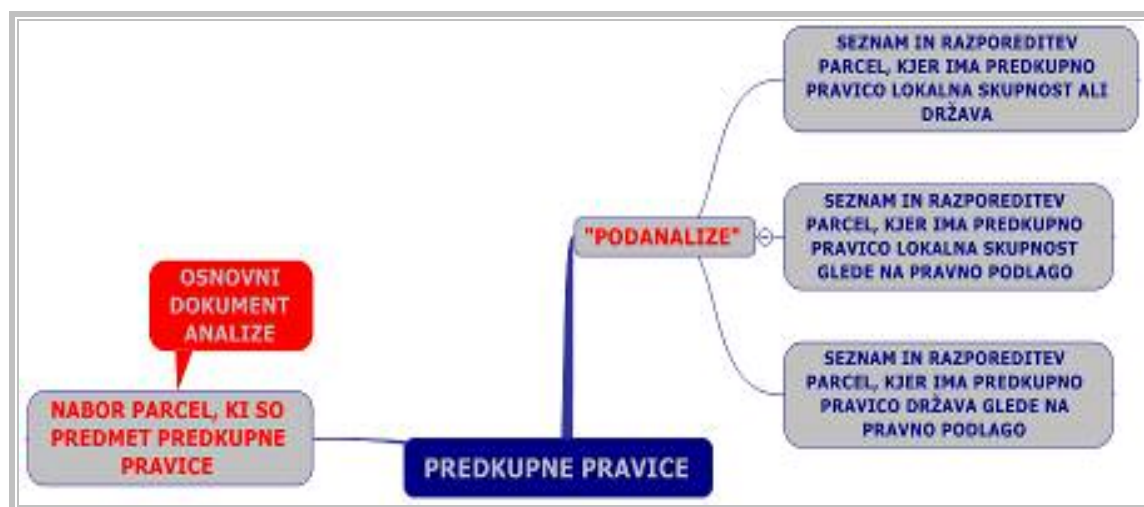 SEZNAM IN RAZPOREDITEV
PARCEL, KJER IMA PREDKUPNO
PRAVICO LOKALNA SKUPNOST ALI
DRŽAVA
SEZNAM IN RAZPOREDITEV
PARCEL, KJER IMA PREDKUPNO
PRAVICO LOKALNA SKUPNOST
GLEDE NA PRAVNO PODLAGO
"PODANALIZE"
OSNOVNI
DOKUMENT
ANALIZE
SEZNAM IN RAZPOREDITEV
PARCEL, KJER IMA PREDKUPNO
PRAVICO DRŽAVA GLEDE NA
PRAVNO PODLAGO
NABOR PARCEL, KI SO
PREDMET PREDKUPNE
PRAVICE
PREDKUPNE PRAVICE